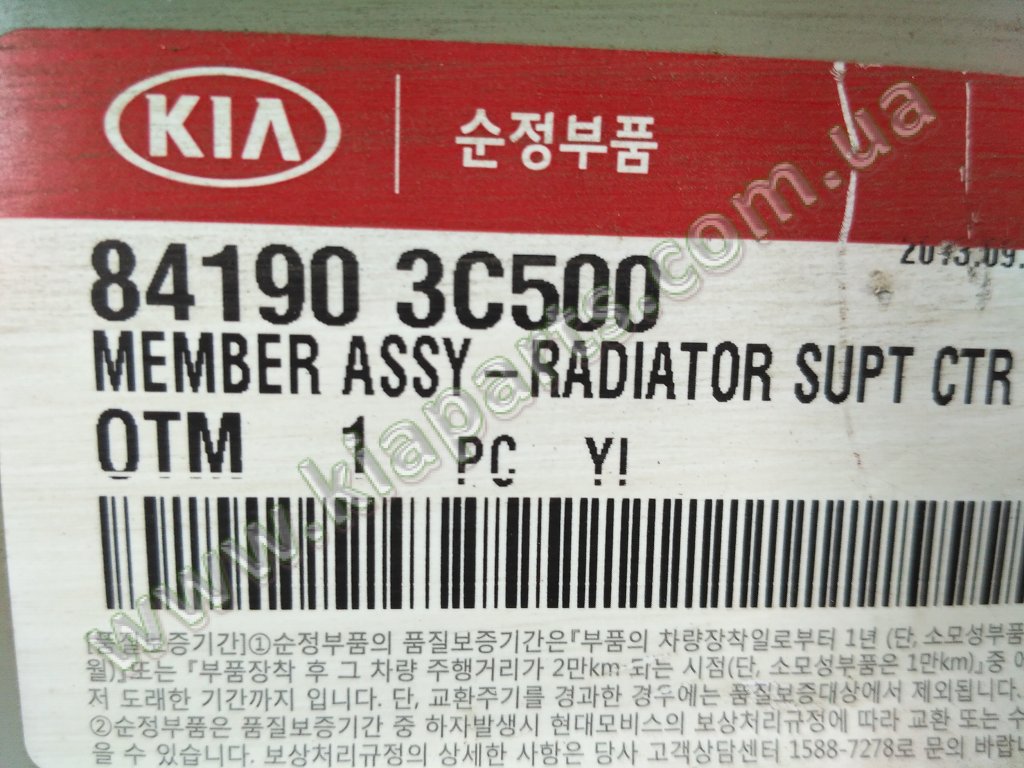 KIA 순정부품
84190 3C500
MEMBER ASSY-RADIATOR SUPT CTR
QTM 1 PC
[품질보증기간]①순정부품의 품질보증기간은『부품의 차량장착일로부터 1년 (단, 소모성부품
월)』또는 『부품장착 후 그 차량 주행거리가 2만km 되는 시점(단, 소모성부품은 1만km)』중
저 도래한 기간까지 입니다. 단, 교환주기를 경과한 경우에는 품질보증대상에서 제외됩니다.
②순정부품은 품질보증기간 중 하자발생시 현대모비스의 보상처리규정에 따라 교환 또는 수
을 수 있습니다. 보상처리규정의 상세한 사항은 당사 고객상담센터 1588-7278로 문의 바랍니
www.kiaparts.com.ua